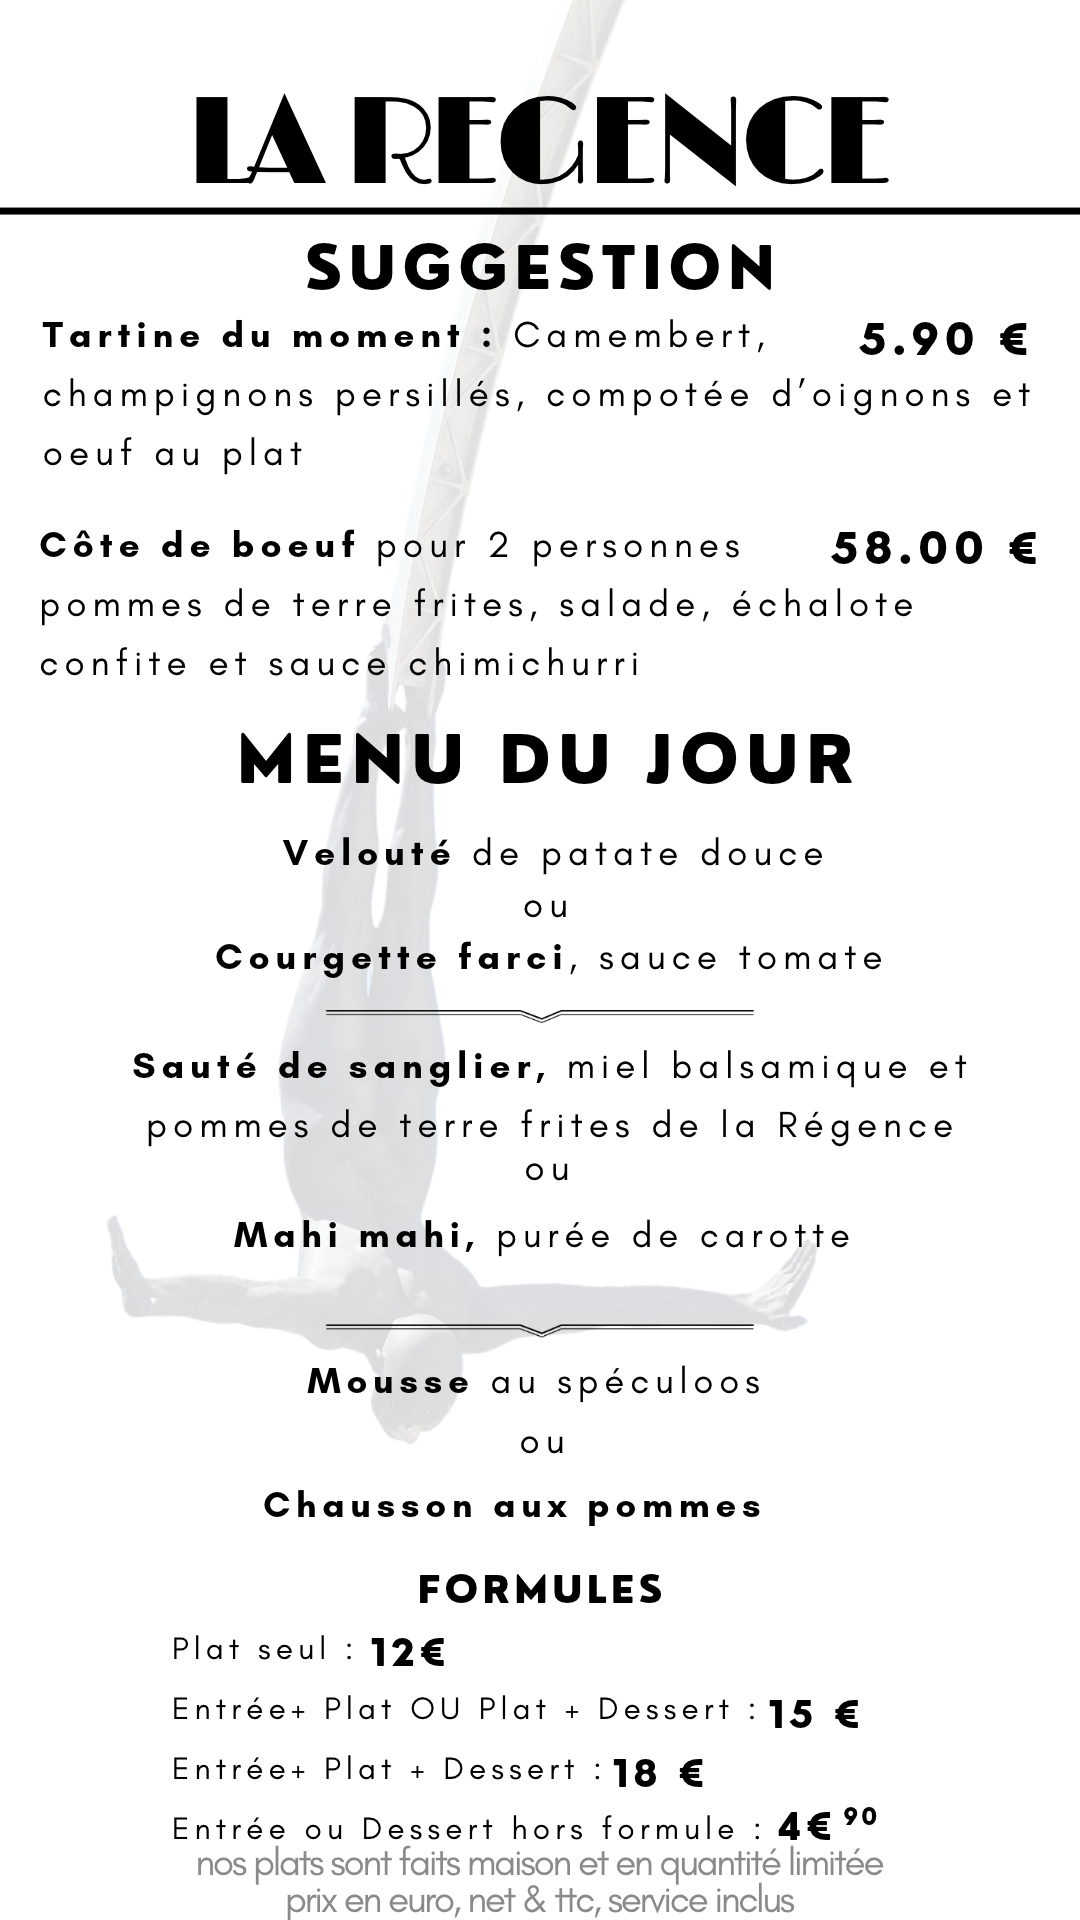 LA REGENCE
SUGGESTION
Tartine du moment : Camembert, 5.90 €
champignons persillés, compotée d’oignons et
oeuf au plat
Côte de boeuf pour 2 personnes 58.00 €
pommes de terre frites, salade, échalote
confite et sauce chimichurri
MENU DU JOUR
Velouté de patate douce
ou
Courgette farci, sauce tomate
Sauté de sanglier, miel balsamique et
pommes de terre frites de la Régence
ou
Mahi mahi, purée de carotte
Mousse au spéculoos
ou
Chausson aux pommes
FORMULES
Plat seul : 12€
Entrée+ Plat OU Plat + Dessert : 15 €
Entrée+ Plat + Dessert : 18 €
Entrée ou Dessert hors formule : 4€ 90
nos plats sont faits maison et en quantité limitée
prix en euro, net & ttc, service inclus